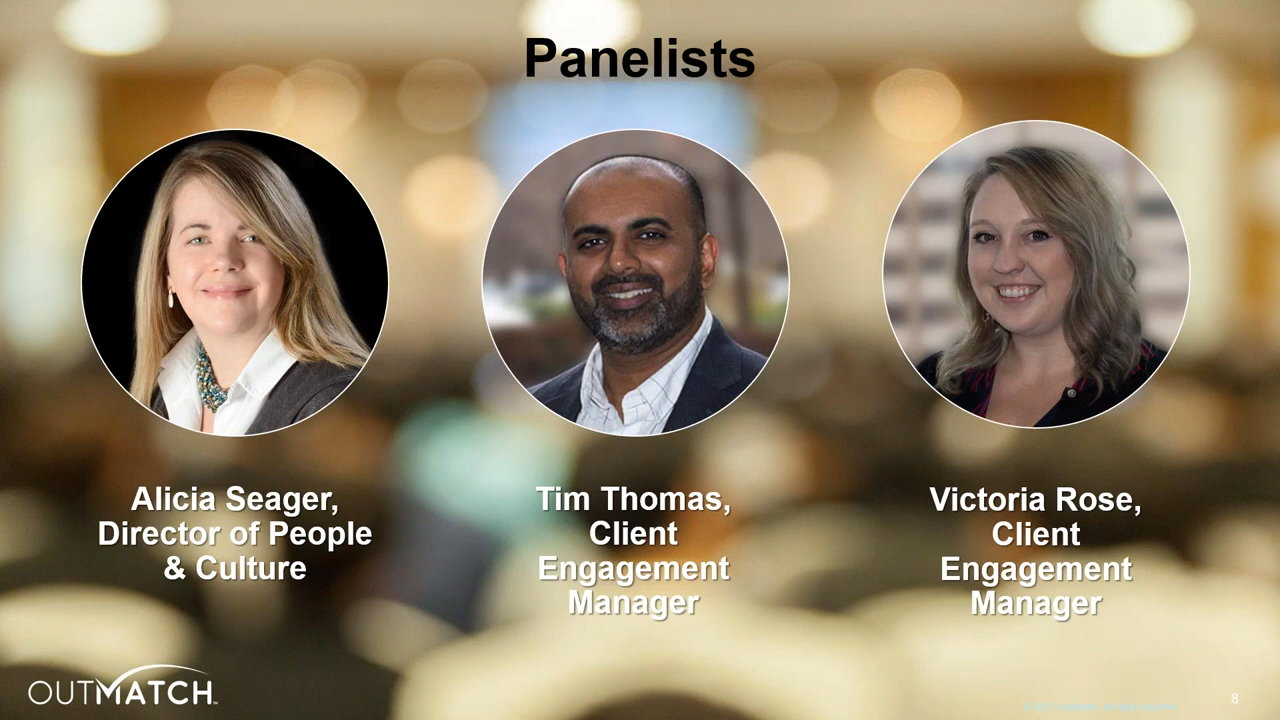 Panelists
Alicia Seager,
Director of People
& Culture
Tim Thomas,
Client
Engagement
Manager
Victoria Rose,
Client
Engagement
Manager
OUTMATCH
8